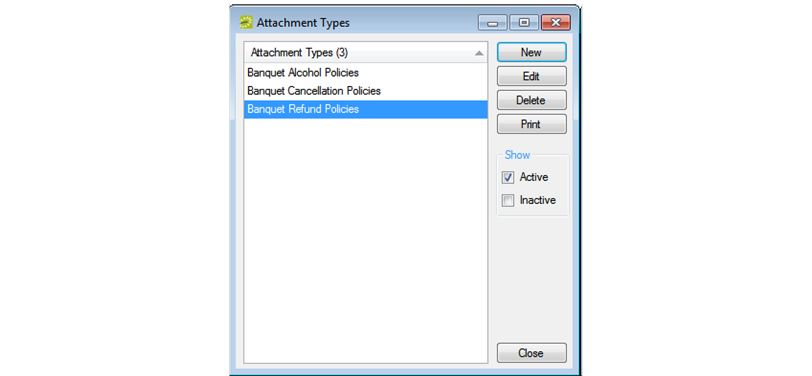 Attachment Types
Attachment Types (3)
Banquet Alcohol Policies
Banquet Cancellation Policies
Banquet Refund Policies
New
Edit
Delete
Print
Show
Active
Inactive
Close